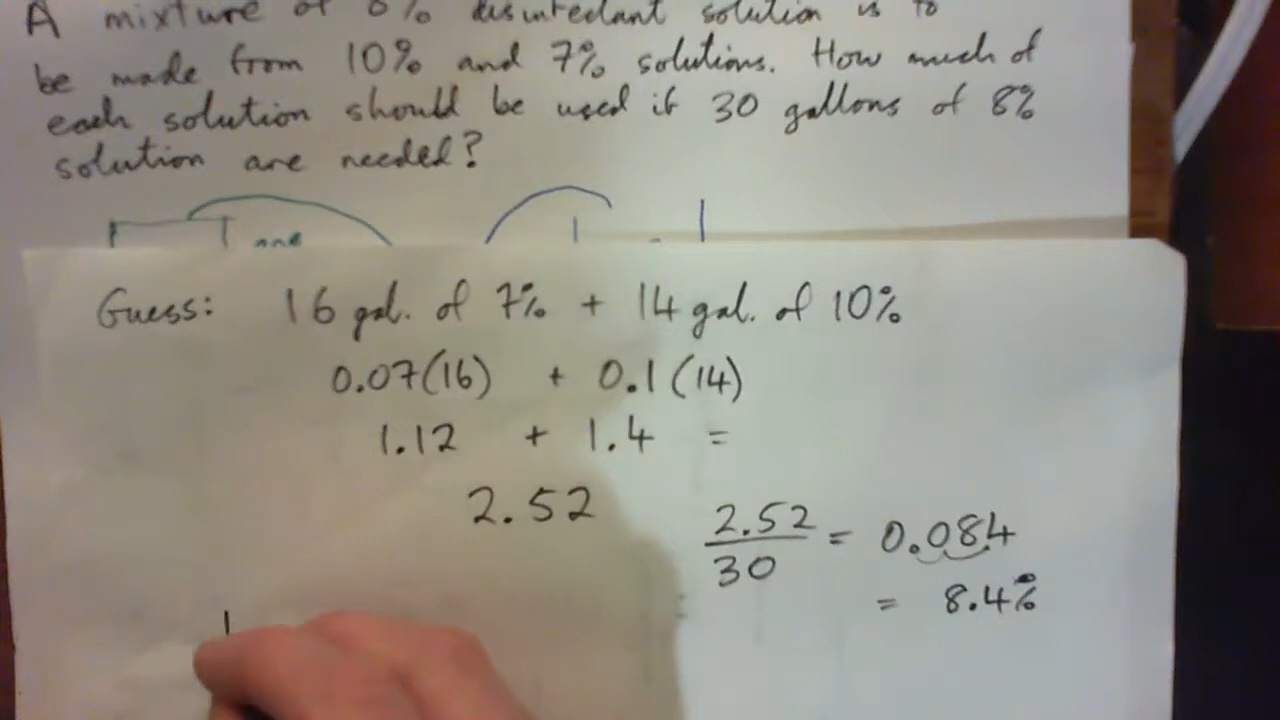 A mixture of 8% disinfectant solution is to
be made from 10% and 7% solutions. How much of
each solution should be used if 30 gallons of 8%
solution are needed?
Guess: 16 gal. of 7% + 14 gal. of 10%
0.07(16) + 0.1(14)
1.12 + 1.4 =
2.52
2.52/30 = 0.084
= 8.4%